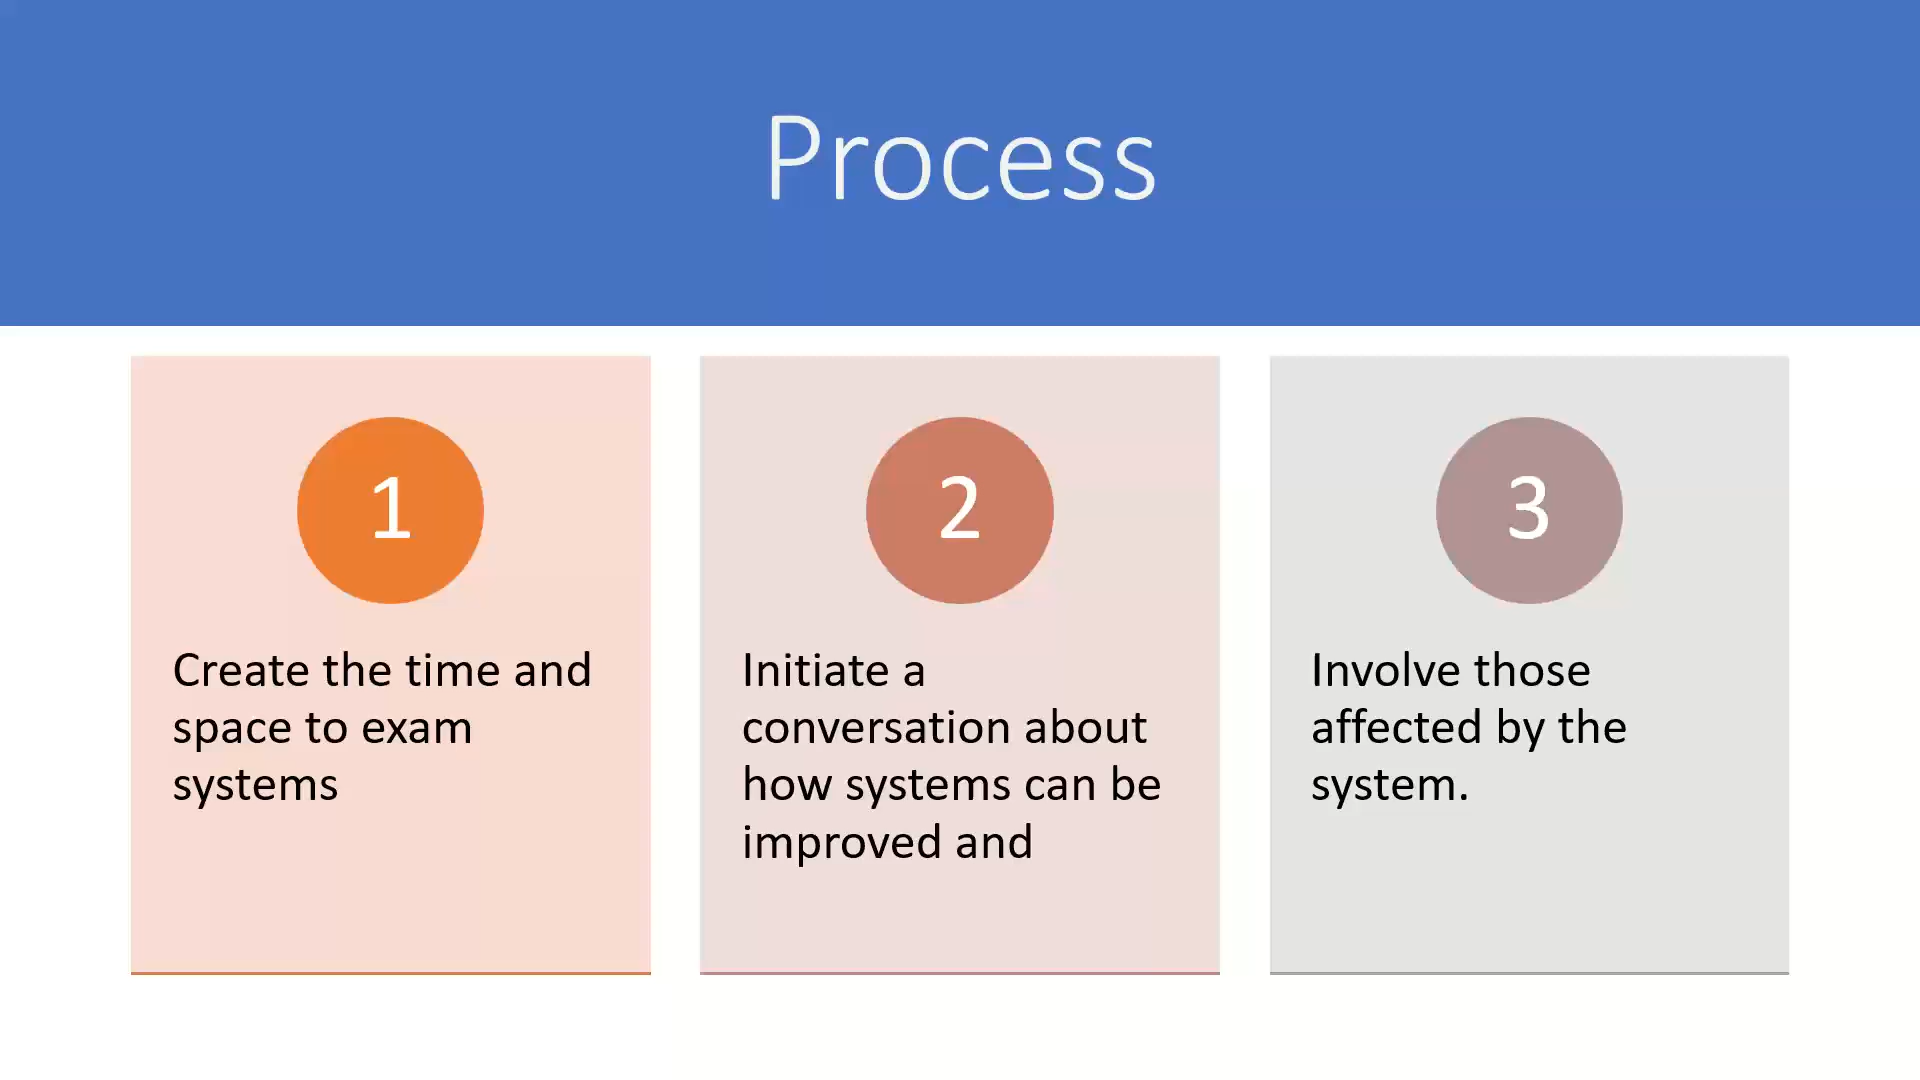 Process
1
Create the time and
space to exam
systems
2
Initiate a
conversation about
how systems can be
improved and
3
Involve those
affected by the
system.